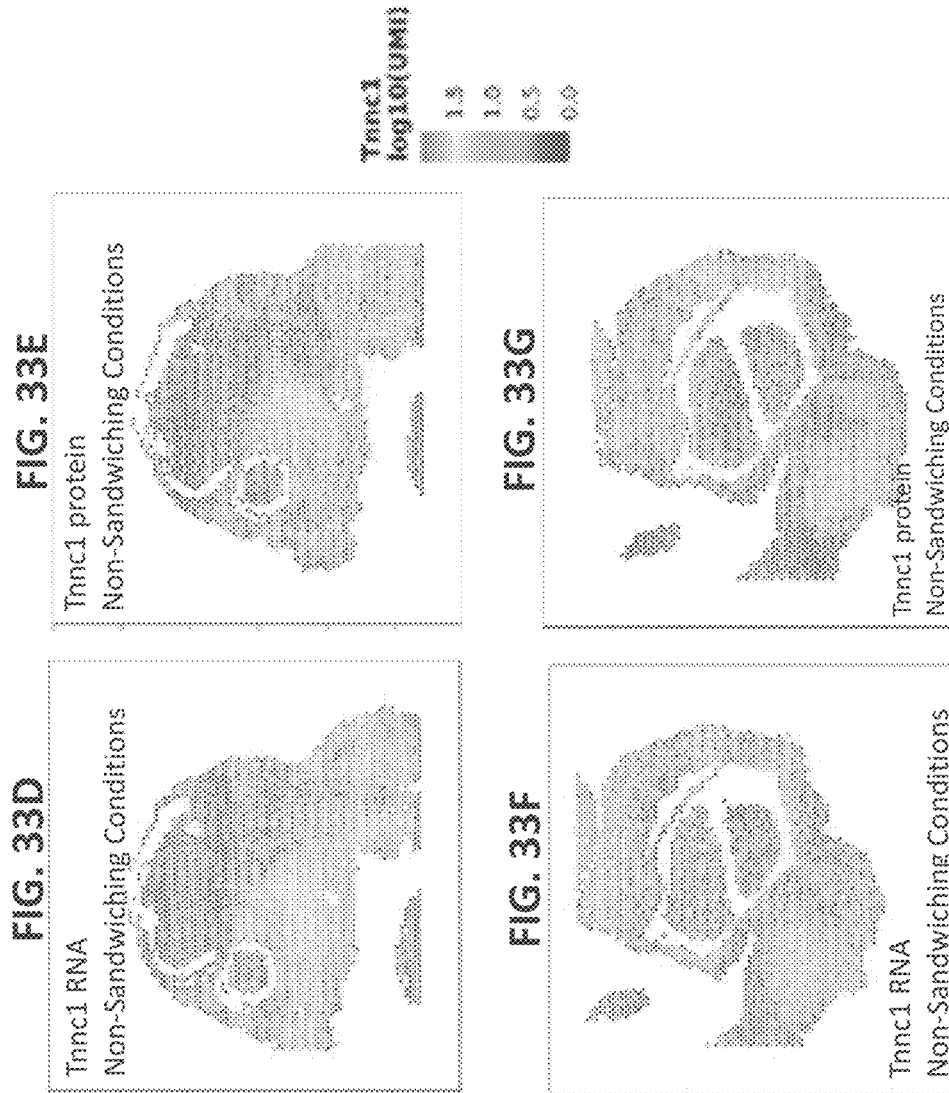 FIG. 33D
Tnnc1 RNA
Non-Sandwiching Conditions
FIG. 33E
Tnnc1 protein
Non-Sandwiching Conditions
Tnnc1
log10(UMI)
1.5
1.0
0.5
0.0
FIG. 33F
Tnnc1 RNA
Non-Sandwiching Conditions
FIG. 33G
Tnnc1 protein
Non-Sandwiching Conditions